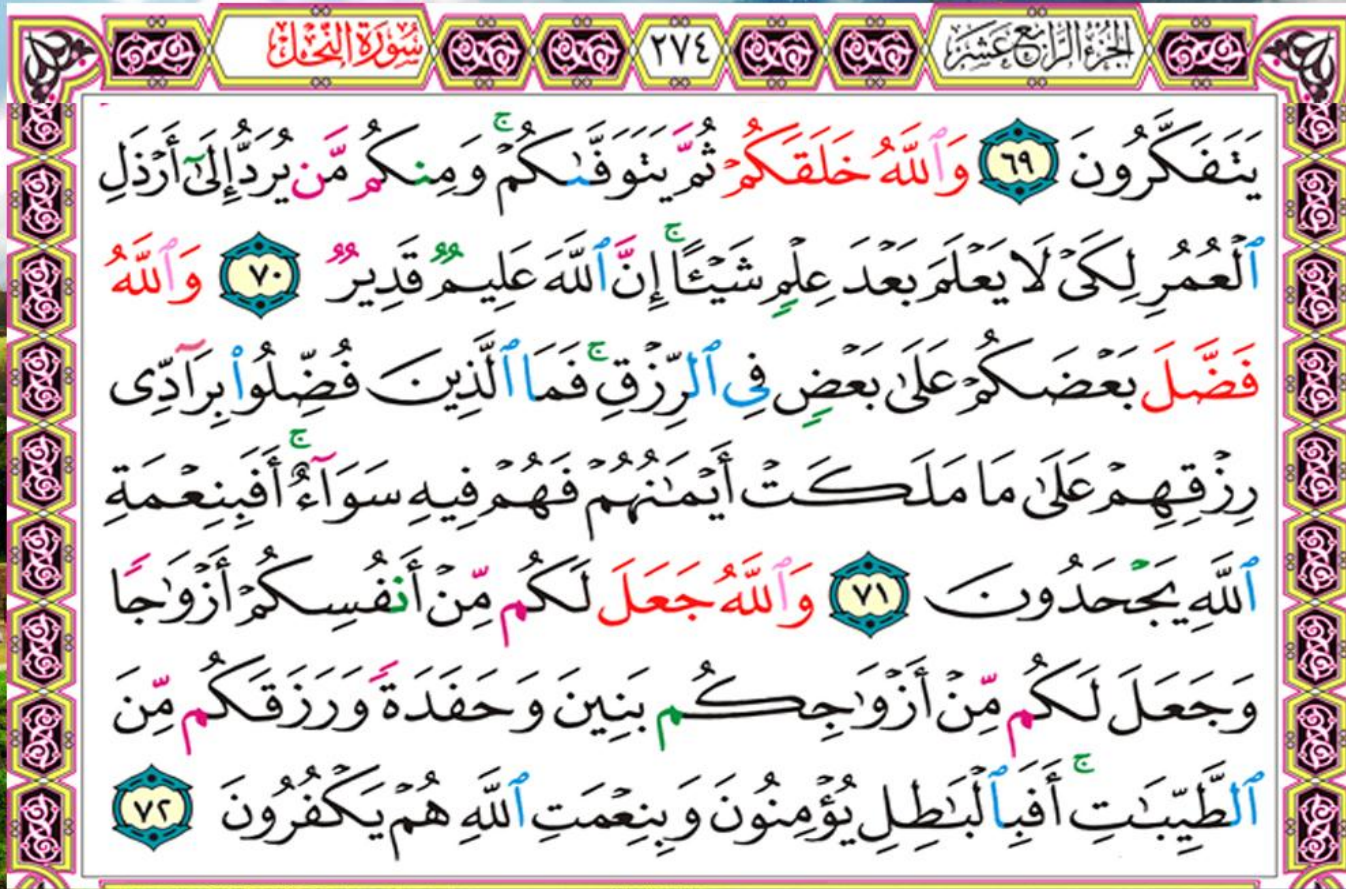 الجزء الرابع عشر ٢٧٤ سورة النحل
يَتَفَكَّرُونَ ٦٩ وَٱللَّهُ خَلَقَكُمْ ثُمَّ يَتَوَفَّىٰكُمْ ۚ وَمِنكُم مَّن يُرَدُّ إِلَىٰٓ أَرْذَلِ
ٱلْعُمُرِ لِكَىْ لَا يَعْلَمَ بَعْدَ عِلْمٍ شَيْـًٔا ۚ إِنَّ ٱللَّهَ عَلِيمٌ قَدِيرٌ ٧٠ وَٱللَّهُ
فَضَّلَ بَعْضَكُمْ عَلَىٰ بَعْضٍ فِى ٱلرِّزْقِ ۚ فَمَا ٱلَّذِينَ فُضِّلُوا۟ بِرَآدِّى
رِزْقِهِمْ عَلَىٰ مَا مَلَكَتْ أَيْمَـٰنُهُمْ فَهُمْ فِيهِ سَوَآءٌ ۚ أَفَبِنِعْمَةِ
ٱللَّهِ يَجْحَدُونَ ٧١ وَٱللَّهُ جَعَلَ لَكُم مِّنْ أَنفُسِكُمْ أَزْوَٰجًا
وَجَعَلَ لَكُم مِّنْ أَزْوَٰجِكُم بَنِينَ وَحَفَدَةً وَرَزَقَكُم مِّنَ
ٱلطَّيِّبَـٰتِ ۚ أَفَبِٱلْبَـٰطِلِ يُؤْمِنُونَ وَبِنِعْمَتِ ٱللَّهِ هُمْ يَكْفُرُونَ ٧٢